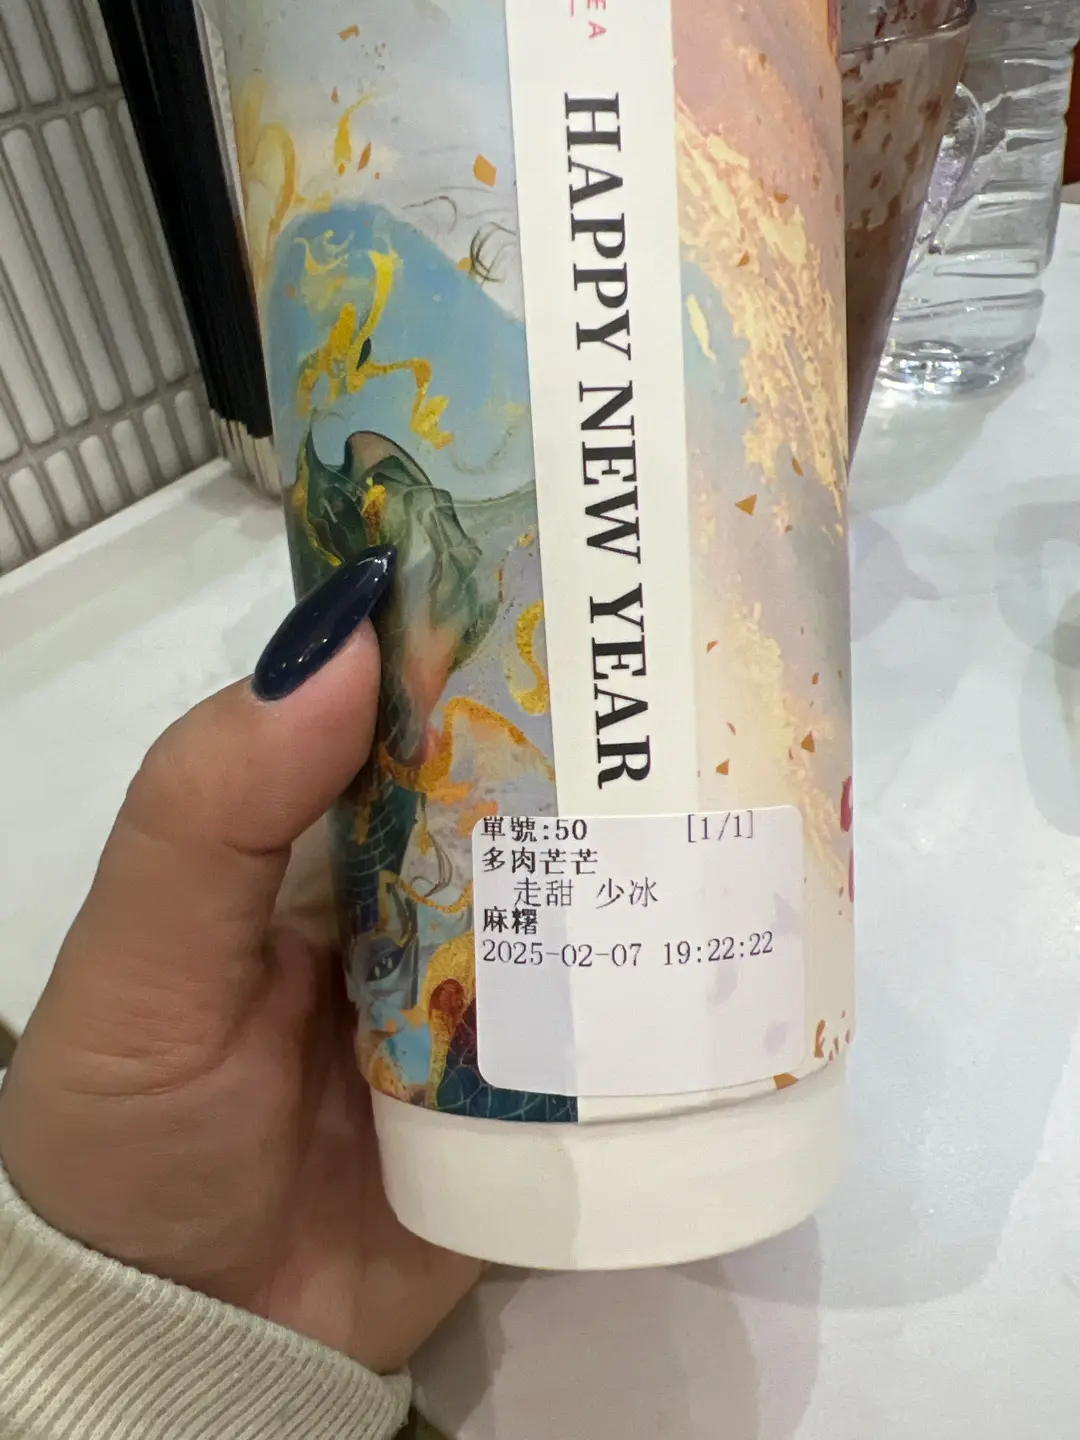 EA
HAPPY NEW YEAR
單號:50 [1/1]
多肉芒芒
走甜 少冰
麻糬
2025-02-07 19:22:22